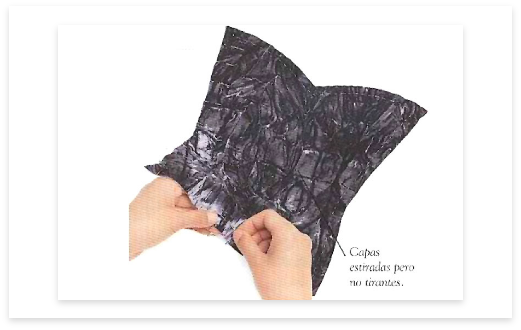 Capas
estiradas pero
no tirantes.